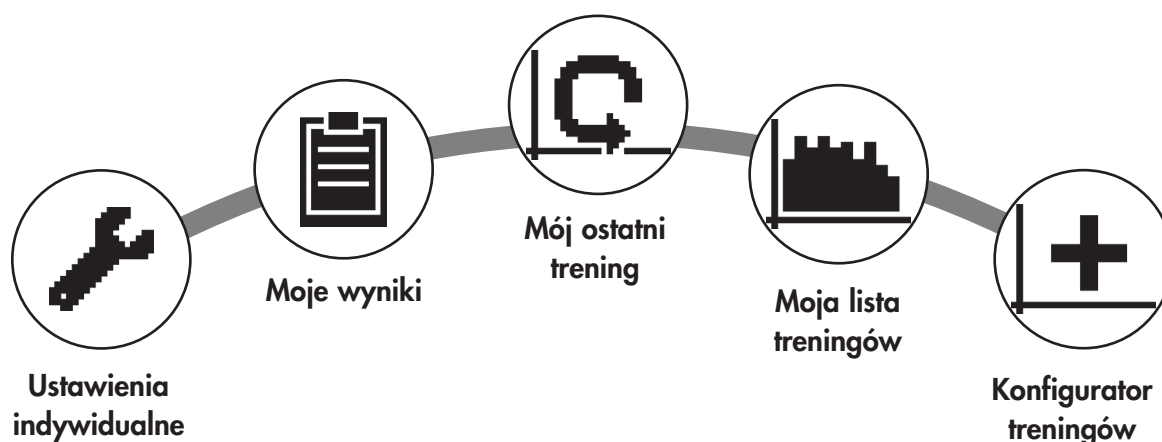 Ustawienia
indywidualne
Moje wyniki
Mój ostatni
trening
Moja lista
treningów
Konfigurator
treningów